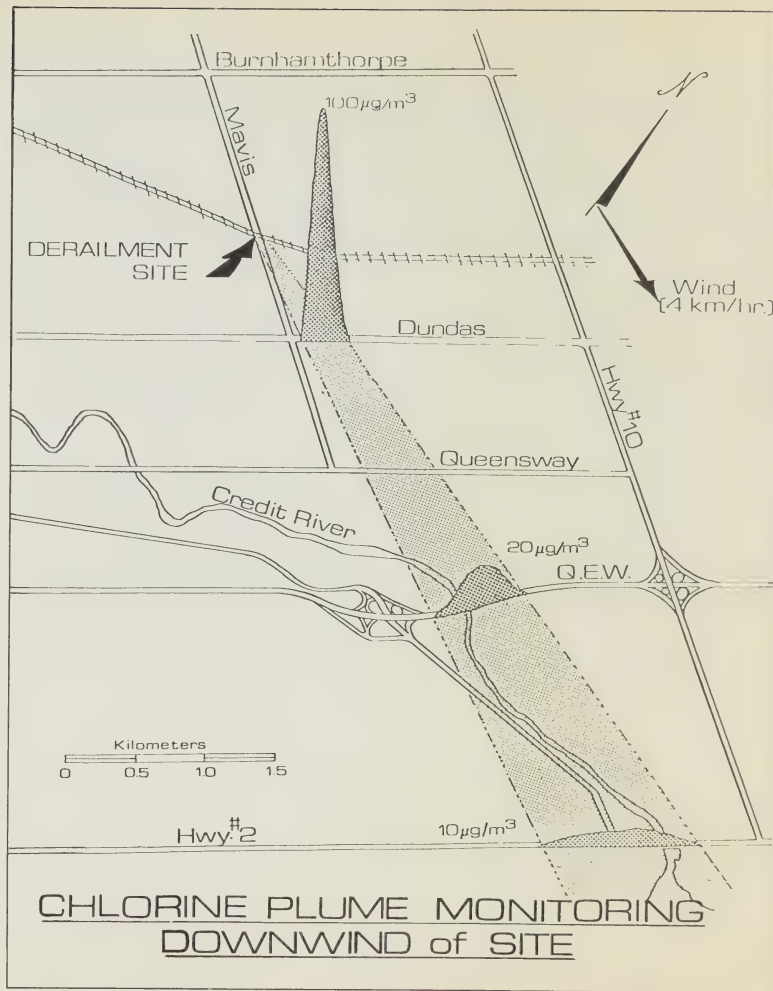 Burnhamthorpe
100µg/m³
N
Mavis
DERAILMENT
SITE
Wind
(4 km/hr.)
Dundas
Hwy #10
Queensway
Credit River
20µg/m³
Q.E.W.
Kilometers
0 0.5 1.0 1.5
10µg/m³
Hwy.#2
CHLORINE PLUME MONITORING
DOWNWIND of SITE